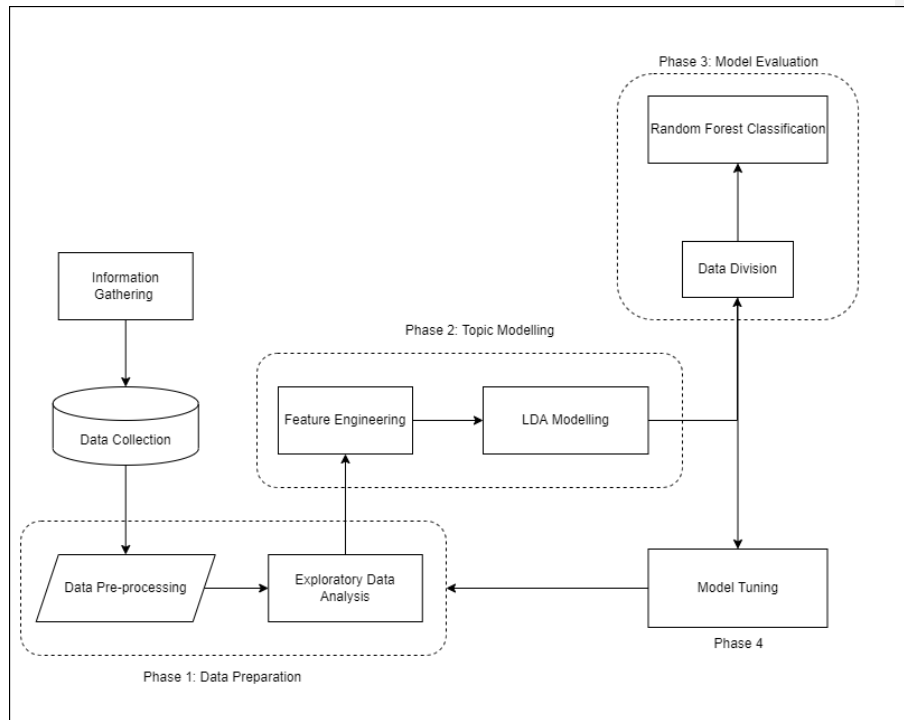 Phase 3: Model Evaluation
Random Forest Classification
Data Division
Information
Gathering
Phase 2: Topic Modelling
Data Collection
Feature Engineering
LDA Modelling
Data Pre-processing
Exploratory Data
Analysis
Model Tuning
Phase 4
Phase 1: Data Preparation